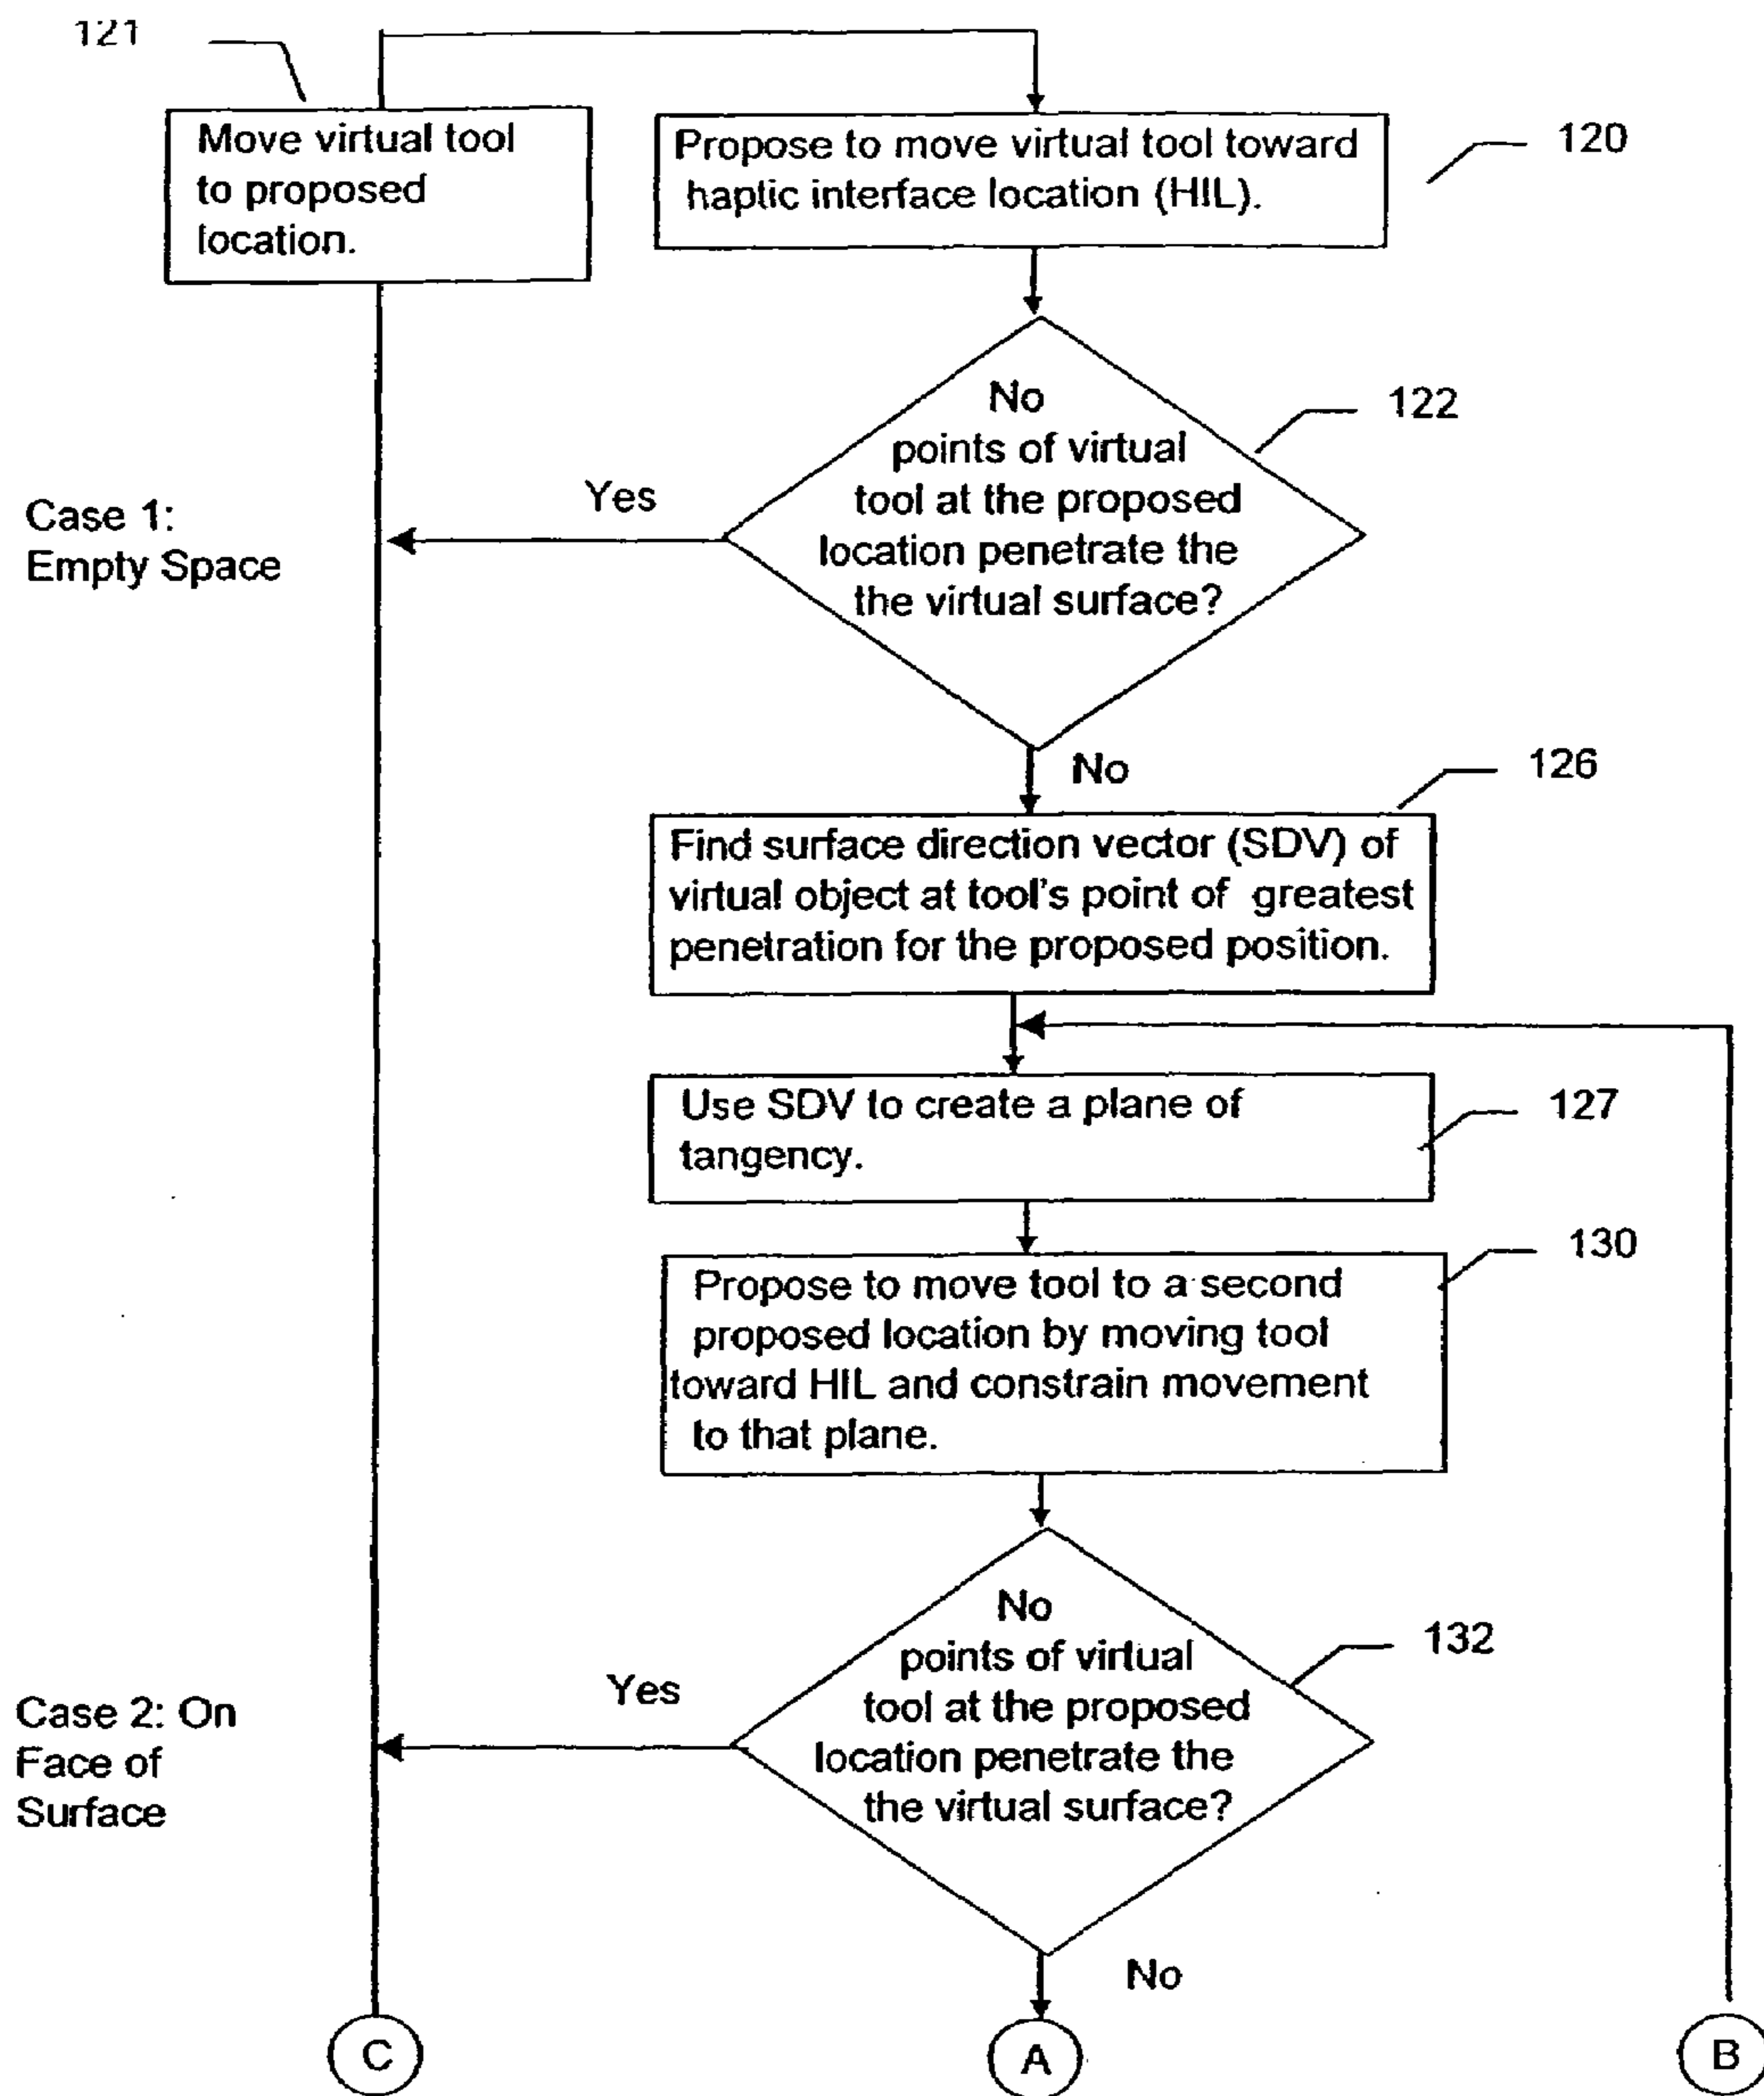 121
Move virtual tool
to proposed
location.
Propose to move virtual tool toward
haptic interface location (HIL).
120
No
points of virtual
tool at the proposed
location penetrate the
the virtual surface?
122
Yes
Case 1:
Empty Space
No
126
Find surface direction vector (SDV) of
virtual object at tool's point of greatest
penetration for the proposed position.
Use SDV to create a plane of
tangency.
127
130
Propose to move tool to a second
proposed location by moving tool
toward HIL and constrain movement
to that plane.
No
points of virtual
tool at the proposed
location penetrate the
the virtual surface?
132
Yes
Case 2: On
Face of
Surface
No
C
A
B